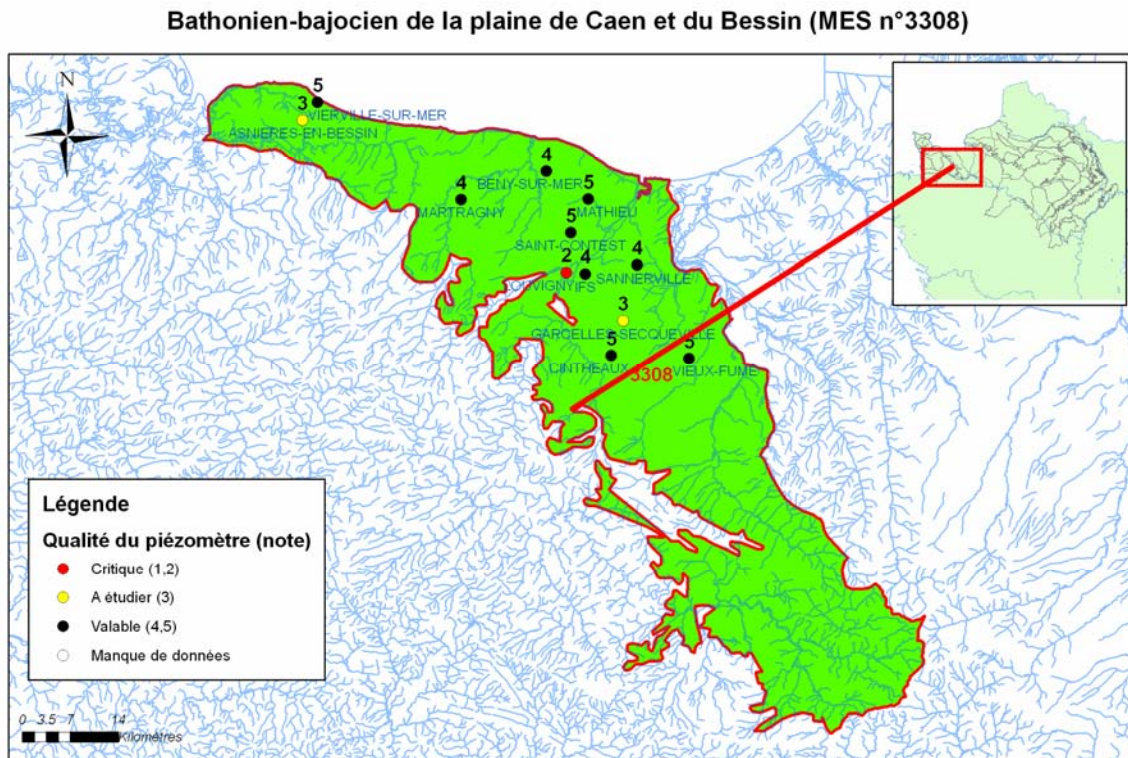 Bathonien-bajocien de la plaine de Caen et du Bessin (MES n°3308)
N
5
3
VIERVILLE-SUR-MER
ASNIERES-EN-BESSIN
4
BENY-SUR-MER
4
MARTRAGNY
5
MATHIEU
5
SAINT-CONTEST
2
4
4
SANNERVILLE
LOUVIGNY
IFS
3
GARCELLES-SECQUEVILLE
5
CINTHEAUX
5
3308
VIEUX-FUME
Légende
Qualité du piézomètre (note)
Critique (1,2)
A étudier (3)
Valable (4,5)
Manque de données
0 3.5 7 14
Kilomètres